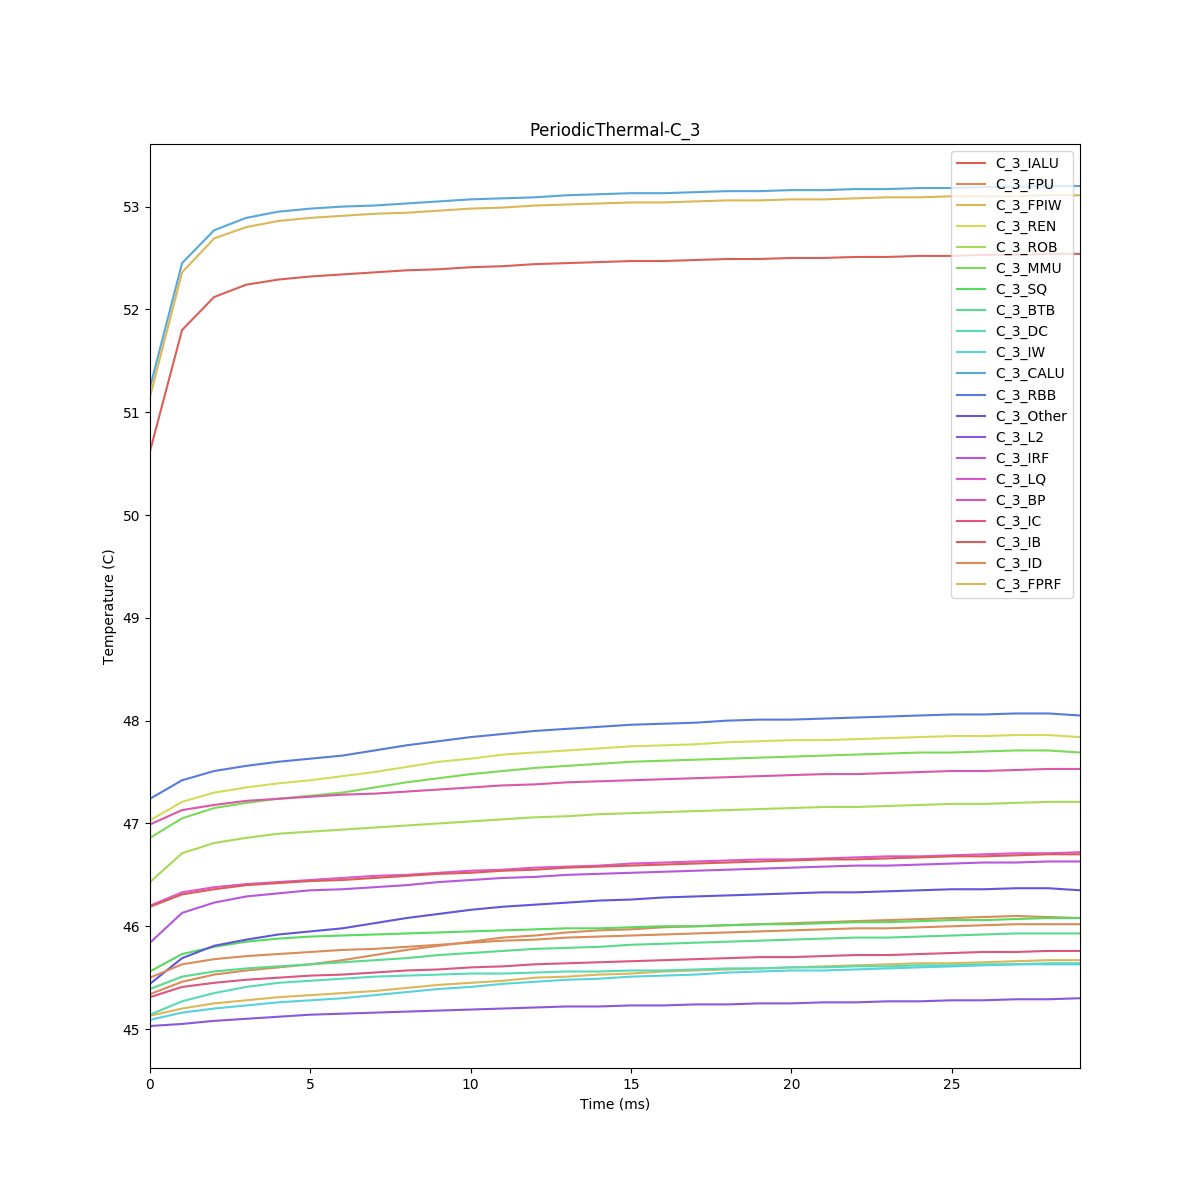 PeriodicThermal-C_3
C_3_IALU
C_3_FPU
C_3_FPIW
C_3_REN
C_3_ROB
C_3_MMU
C_3_SQ
C_3_BTB
C_3_DC
C_3_IW
C_3_CALU
C_3_RBB
C_3_Other
C_3_L2
C_3_IRF
C_3_LQ
C_3_BP
C_3_IC
C_3_IB
C_3_ID
C_3_FPRF
53
52
51
50
49
48
47
46
45
Temperature (C)
0 5 10 15 20 25
Time (ms)